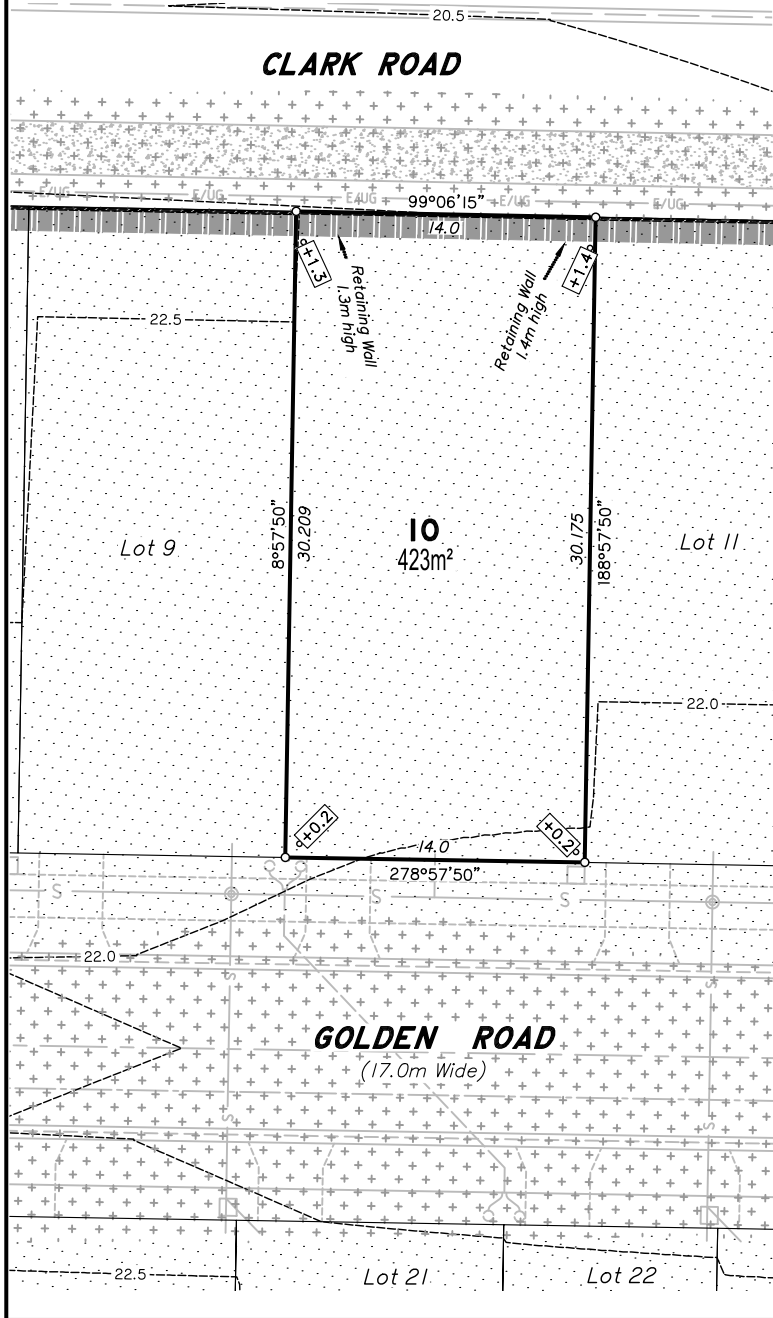 20.5
CLARK ROAD
E/UG
E/UG
E/UG
E/UG
E/UG
99°06'15"
14.0
+1.3
+1.4
Retaining Wall
1.3m high
Retaining Wall
1.4m high
22.5
8°57'50"
30.209
30.175
188°57'50"
Lot 9
10
423m²
Lot 11
22.0
+0.2
+0.2
14.0
278°57'50"
S
S
S
22.0
S
S
GOLDEN ROAD
(17.0m Wide)
S
S
22.5
Lot 21
Lot 22